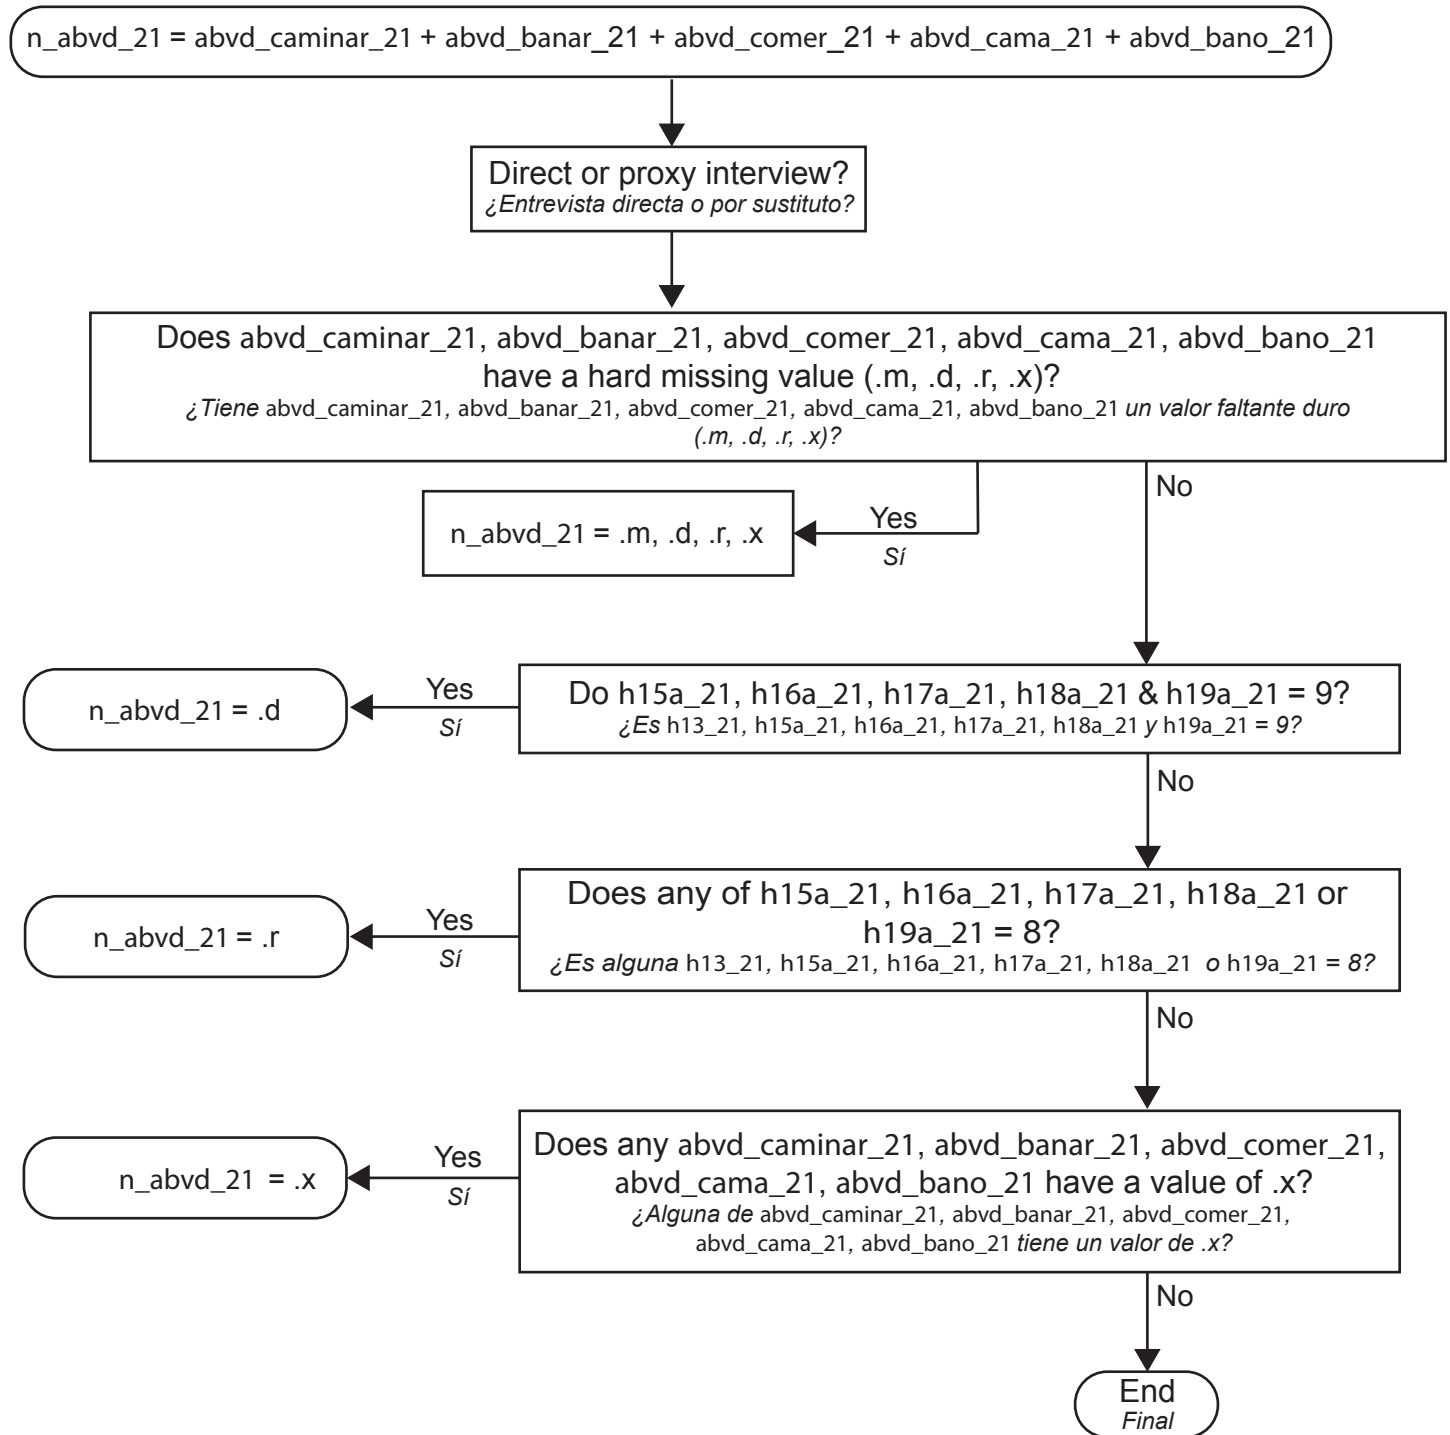 n_abvd_21 = abvd_caminar_21 + abvd_banar_21 + abvd_comer_21 + abvd_cama_21 + abvd_bano_21
Direct or proxy interview?
¿Entrevista directa o por sustituto?
Does abvd_caminar_21, abvd_banar_21, abvd_comer_21, abvd_cama_21, abvd_bano_21
have a hard missing value (.m, .d, .r, .x)?
¿Tiene abvd_caminar_21, abvd_banar_21, abvd_comer_21, abvd_cama_21, abvd_bano_21 un valor faltante duro
(.m, .d, .r, .x)?
No
Yes
Sí
n_abvd_21 = .m, .d, .r, .x
Do h15a_21, h16a_21, h17a_21, h18a_21 & h19a_21 = 9?
¿Es h13_21, h15a_21, h16a_21, h17a_21, h18a_21 y h19a_21 = 9?
Yes
Sí
n_abvd_21 = .d
No
Does any of h15a_21, h16a_21, h17a_21, h18a_21 or
h19a_21 = 8?
¿Es alguna h13_21, h15a_21, h16a_21, h17a_21, h18a_21 o h19a_21 = 8?
Yes
Sí
n_abvd_21 = .r
No
Does any abvd_caminar_21, abvd_banar_21, abvd_comer_21,
abvd_cama_21, abvd_bano_21 have a value of .x?
¿Alguna de abvd_caminar_21, abvd_banar_21, abvd_comer_21,
abvd_cama_21, abvd_bano_21 tiene un valor de .x?
Yes
Sí
n_abvd_21 = .x
No
End
Final